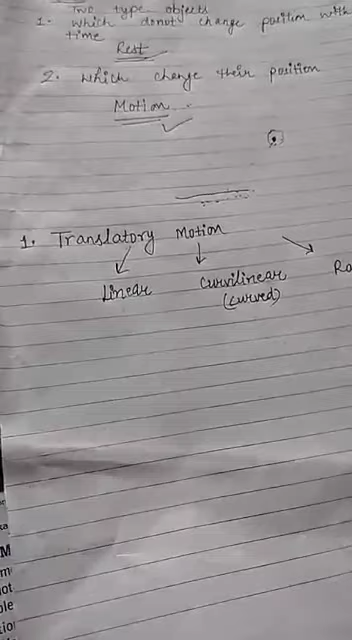 Two type objects
1. which donot change position with
time
Rest
2. which change their position
Motion
1. Translatory Motion
Linear
Curvilinear
(curved)
Ro
M